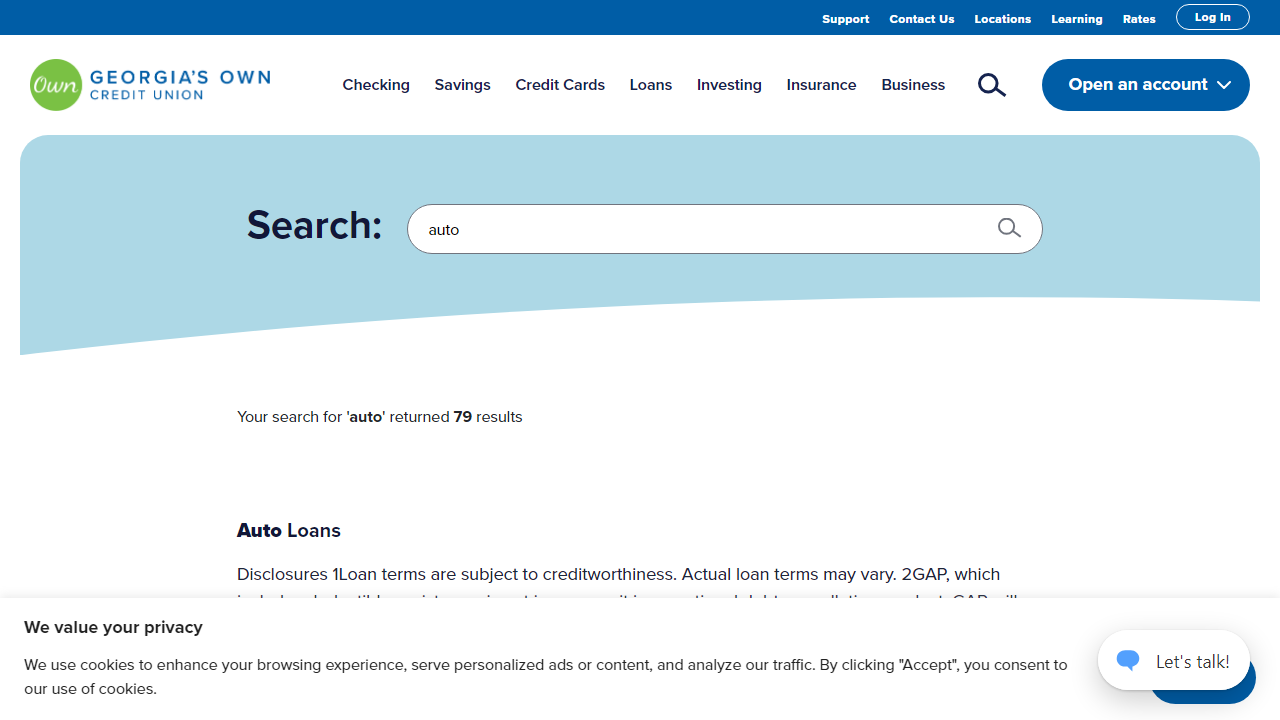 Support Contact Us Locations Learning Rates Log In
Own GEORGIA'S OWN
CREDIT UNION
Checking Savings Credit Cards Loans Investing Insurance Business
Open an account
Search:
auto
Your search for 'auto' returned 79 results
Auto Loans
Disclosures 1Loan terms are subject to creditworthiness. Actual loan terms may vary. 2GAP, which
We value your privacy
We use cookies to enhance your browsing experience, serve personalized ads or content, and analyze our traffic. By clicking "Accept", you consent to
our use of cookies.
Let's talk!